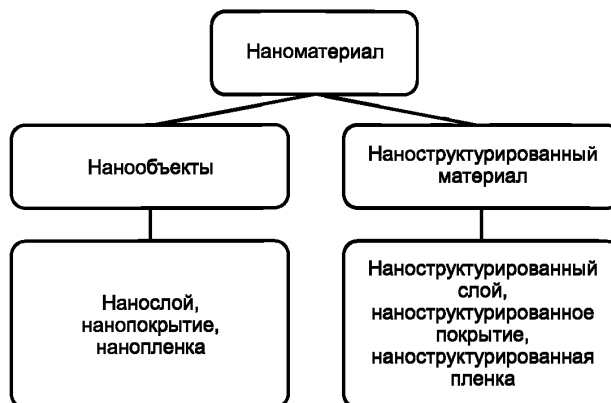 Наноматериал
Нанообъекты
Наноструктурированный
материал
Нанослой,
нанопокрытие,
нанопленка
Наноструктурированный
слой,
наноструктурированное
покрытие,
наноструктурированная
пленка